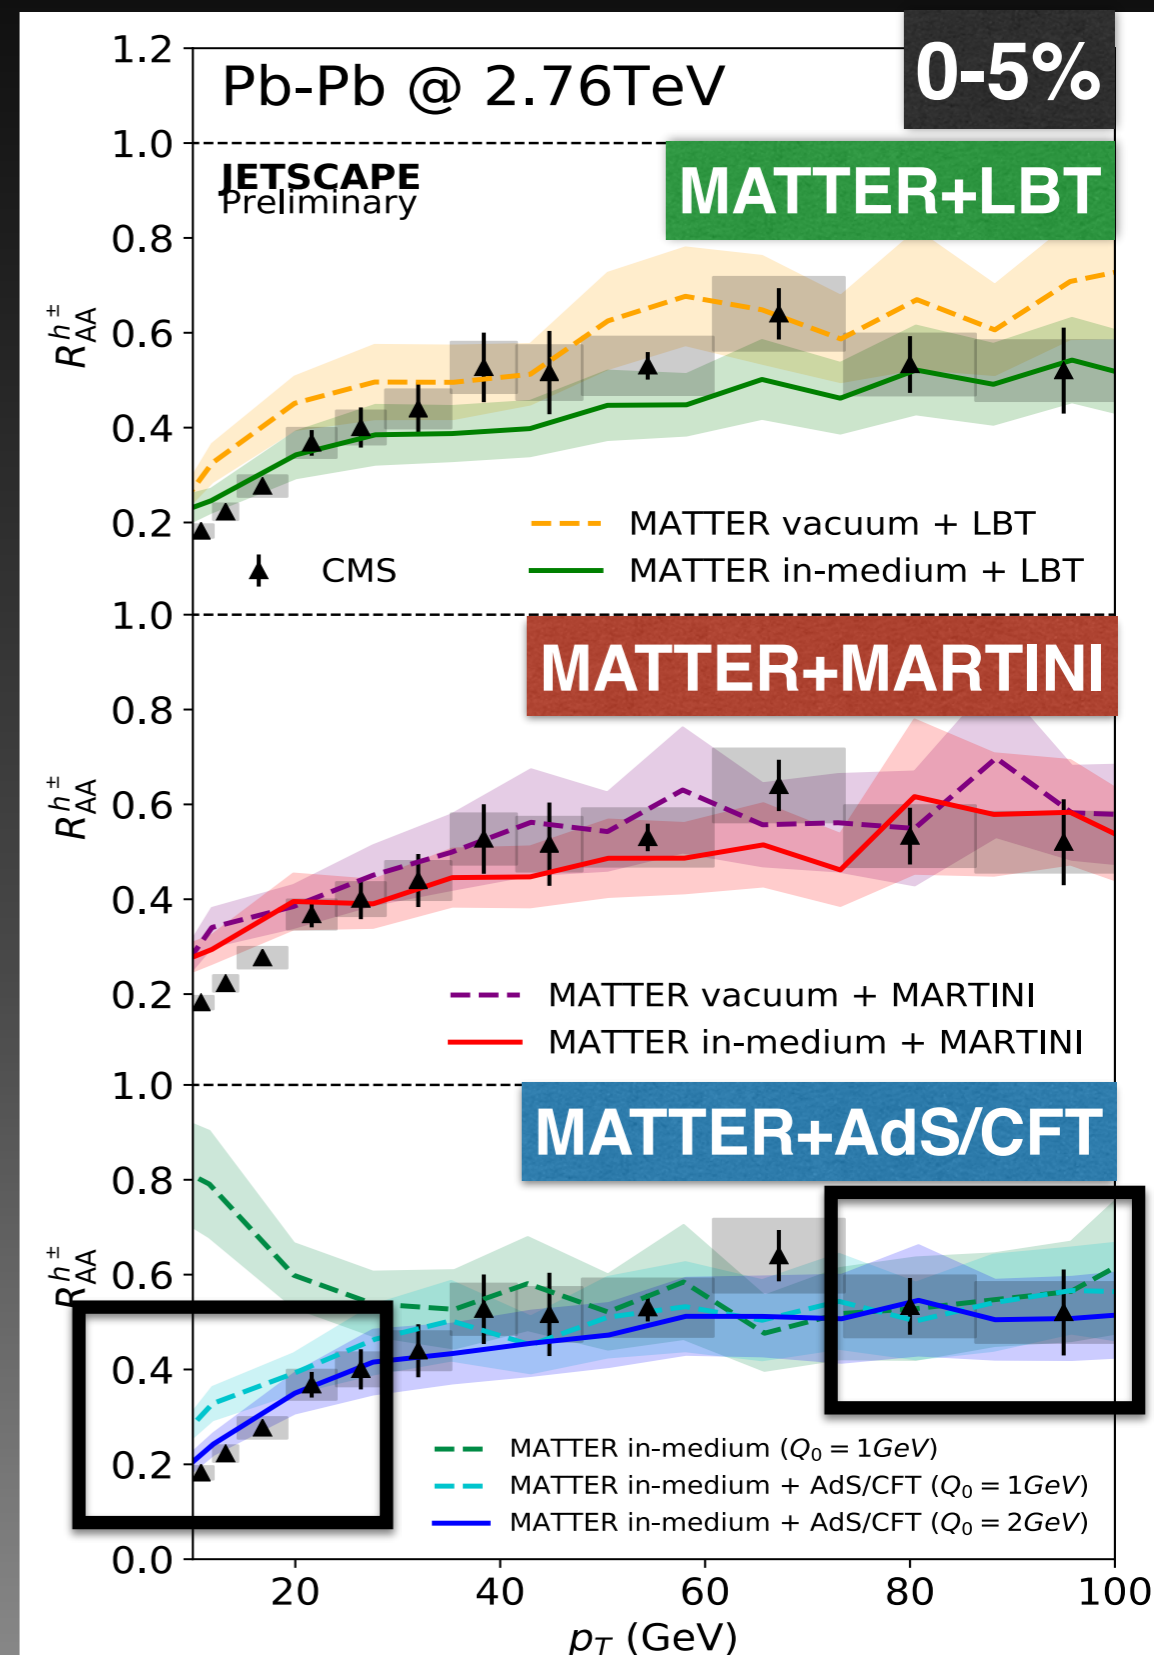 0-5%
1.2
Pb-Pb @ 2.76TeV
1.0
JETSCAPE
Preliminary
MATTER+LBT
0.8
0.6
0.4
0.2
R_AA^{h^±}
MATTER vacuum + LBT
CMS
MATTER in-medium + LBT
1.0
MATTER+MARTINI
0.8
0.6
0.4
0.2
R_AA^{h^±}
MATTER vacuum + MARTINI
MATTER in-medium + MARTINI
1.0
MATTER+AdS/CFT
0.8
0.6
0.4
0.2
0.0
R_AA^{h^±}
MATTER in-medium (Q₀ = 1GeV)
MATTER in-medium + AdS/CFT (Q₀ = 1GeV)
MATTER in-medium + AdS/CFT (Q₀ = 2GeV)
20 40 60 80 100
p_T (GeV)